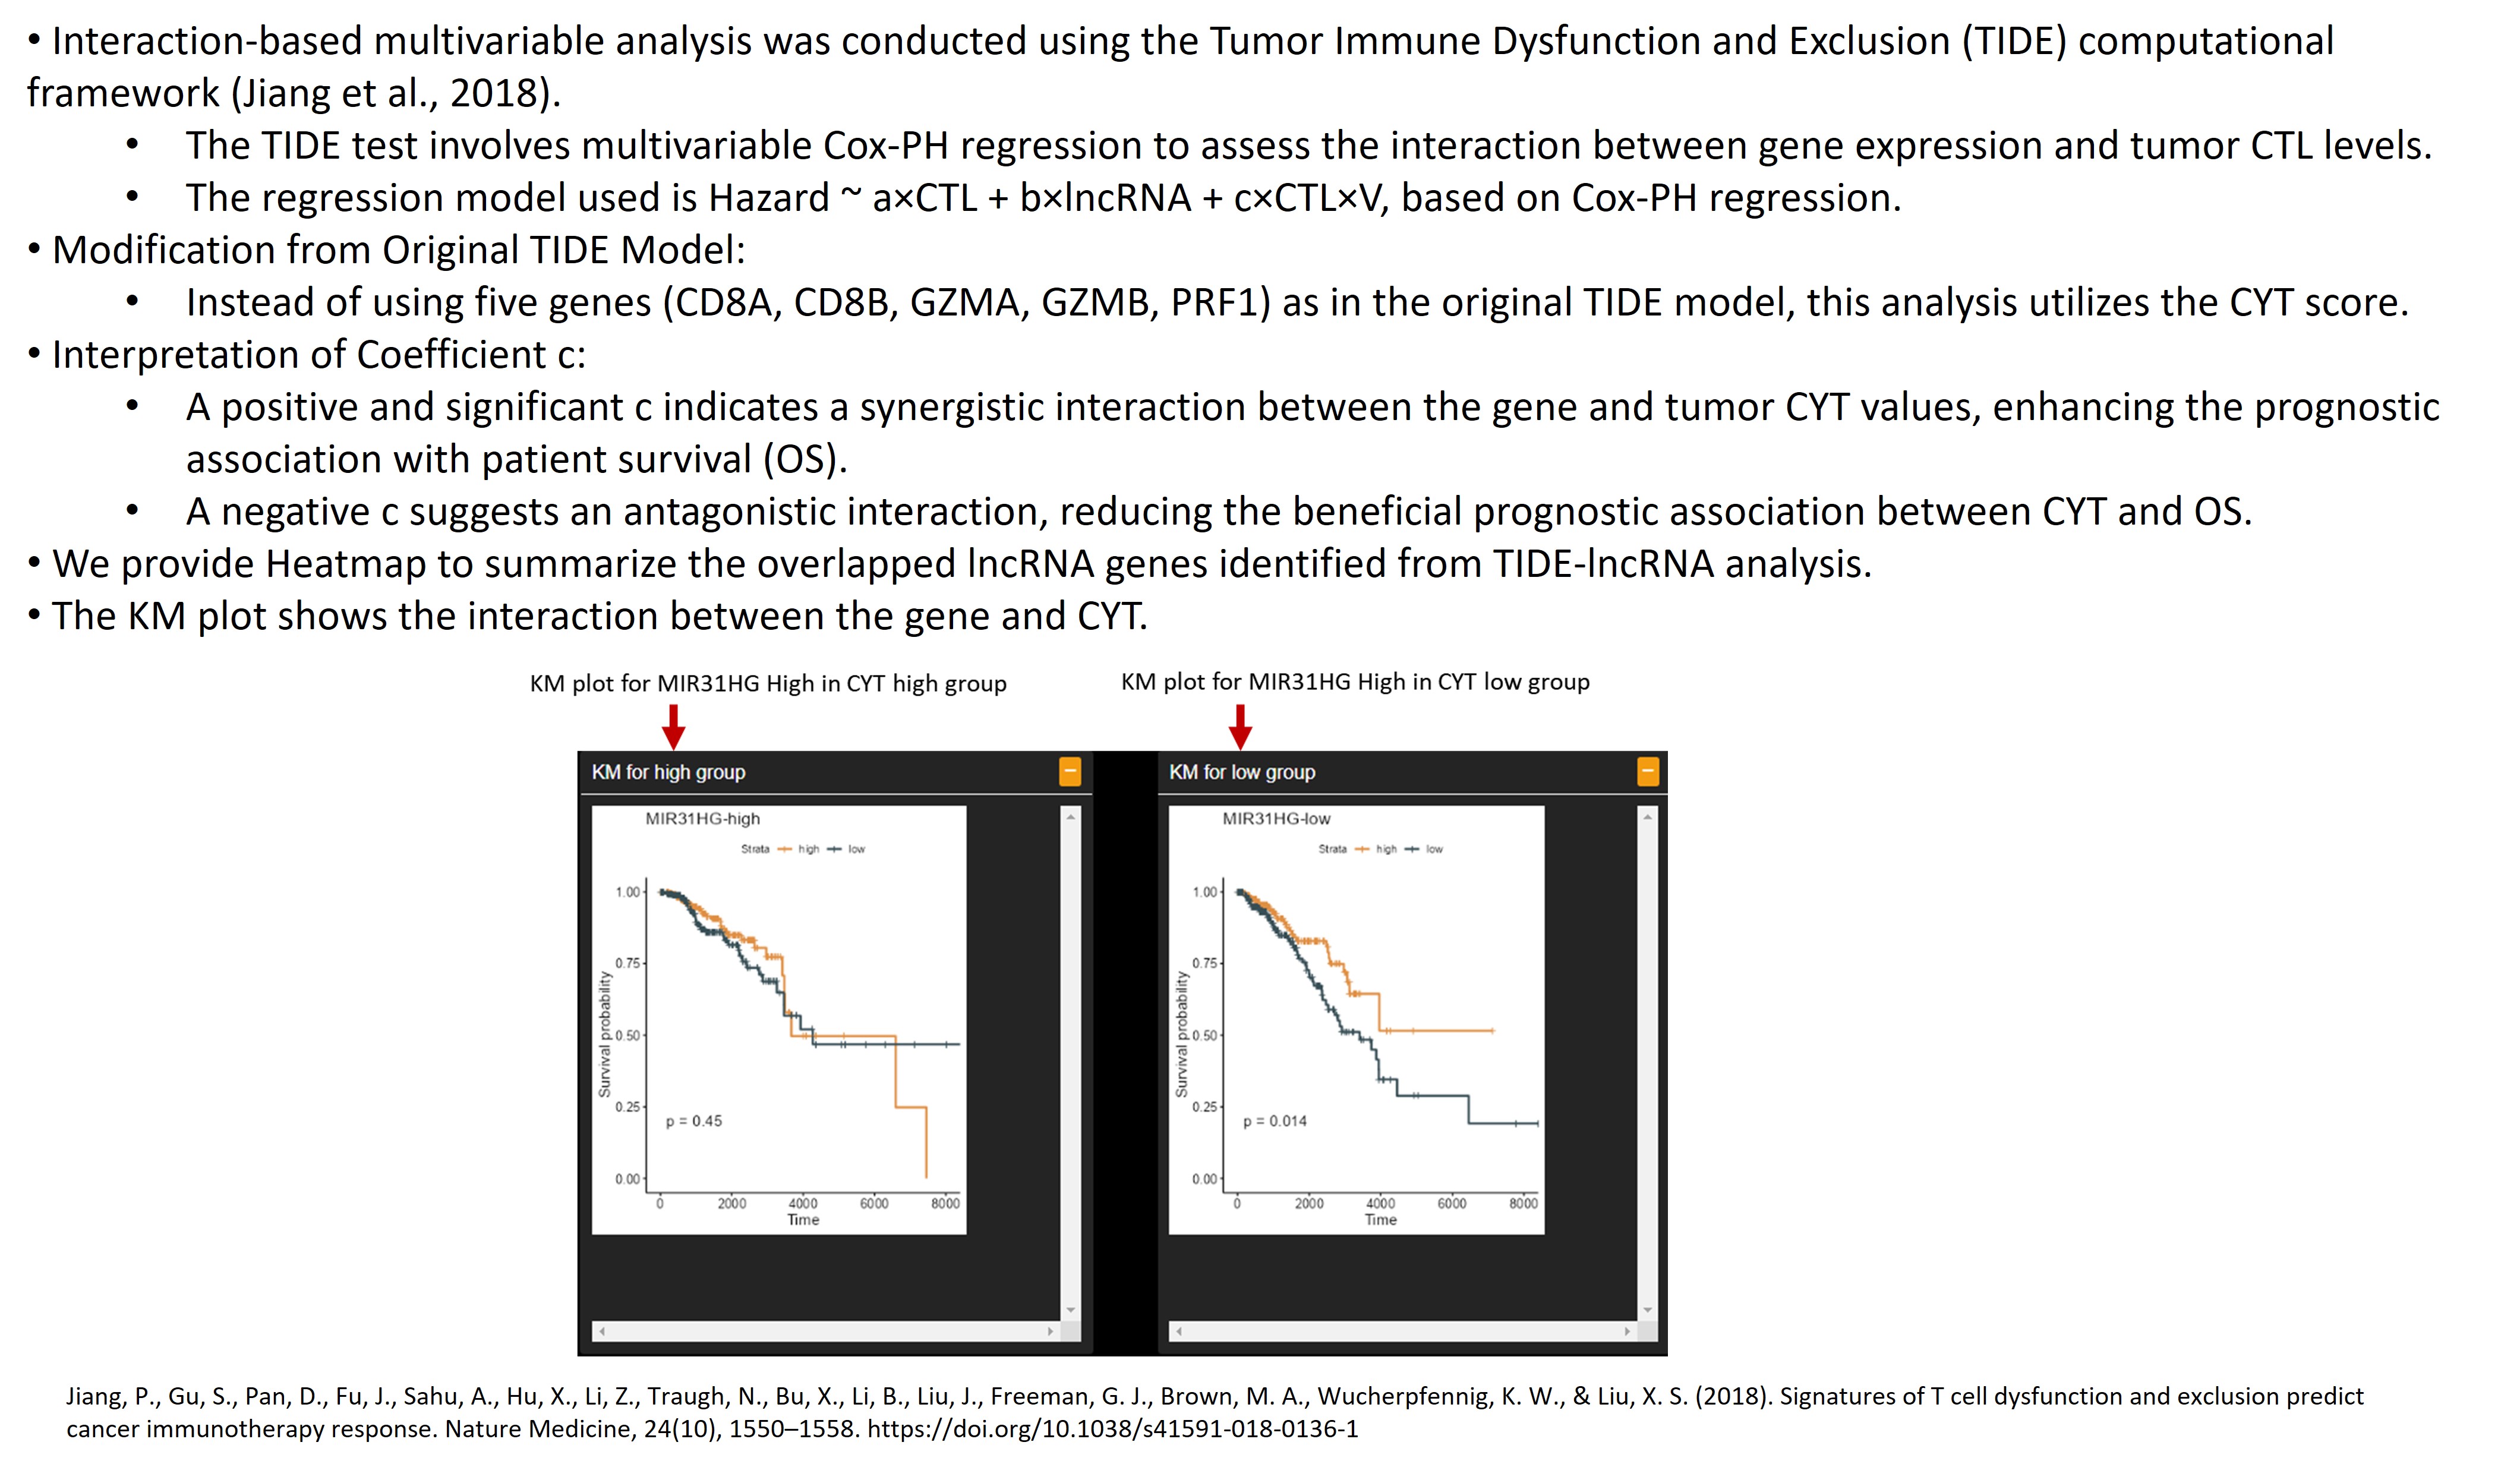 • Interaction-based multivariable analysis was conducted using the Tumor Immune Dysfunction and Exclusion (TIDE) computational
framework (Jiang et al., 2018).
• The TIDE test involves multivariable Cox-PH regression to assess the interaction between gene expression and tumor CTL levels.
• The regression model used is Hazard ~ a×CTL + b×lncRNA + c×CTL×V, based on Cox-PH regression.
• Modification from Original TIDE Model:
• Instead of using five genes (CD8A, CD8B, GZMA, GZMB, PRF1) as in the original TIDE model, this analysis utilizes the CYT score.
• Interpretation of Coefficient c:
• A positive and significant c indicates a synergistic interaction between the gene and tumor CYT values, enhancing the prognostic
association with patient survival (OS).
• A negative c suggests an antagonistic interaction, reducing the beneficial prognostic association between CYT and OS.
• We provide Heatmap to summarize the overlapped lncRNA genes identified from TIDE-lncRNA analysis.
• The KM plot shows the interaction between the gene and CYT.
KM plot for MIR31HG High in CYT high group
KM for high group
MIR31HG-high
Strata high low
1.00
0.75
0.50
0.25
0.00
Survival probability
p = 0.45
0 2000 4000 6000 8000
Time
KM plot for MIR31HG High in CYT low group
KM for low group
MIR31HG-low
Strata high low
1.00
0.75
0.50
0.25
0.00
Survival probability
p = 0.014
0 2000 4000 6000 8000
Time
Jiang, P., Gu, S., Pan, D., Fu, J., Sahu, A., Hu, X., Li, Z., Traugh, N., Bu, X., Li, B., Liu, J., Freeman, G. J., Brown, M. A., Wucherpfennig, K. W., & Liu, X. S. (2018). Signatures of T cell dysfunction and exclusion predict
cancer immunotherapy response. Nature Medicine, 24(10), 1550–1558. https://doi.org/10.1038/s41591-018-0136-1